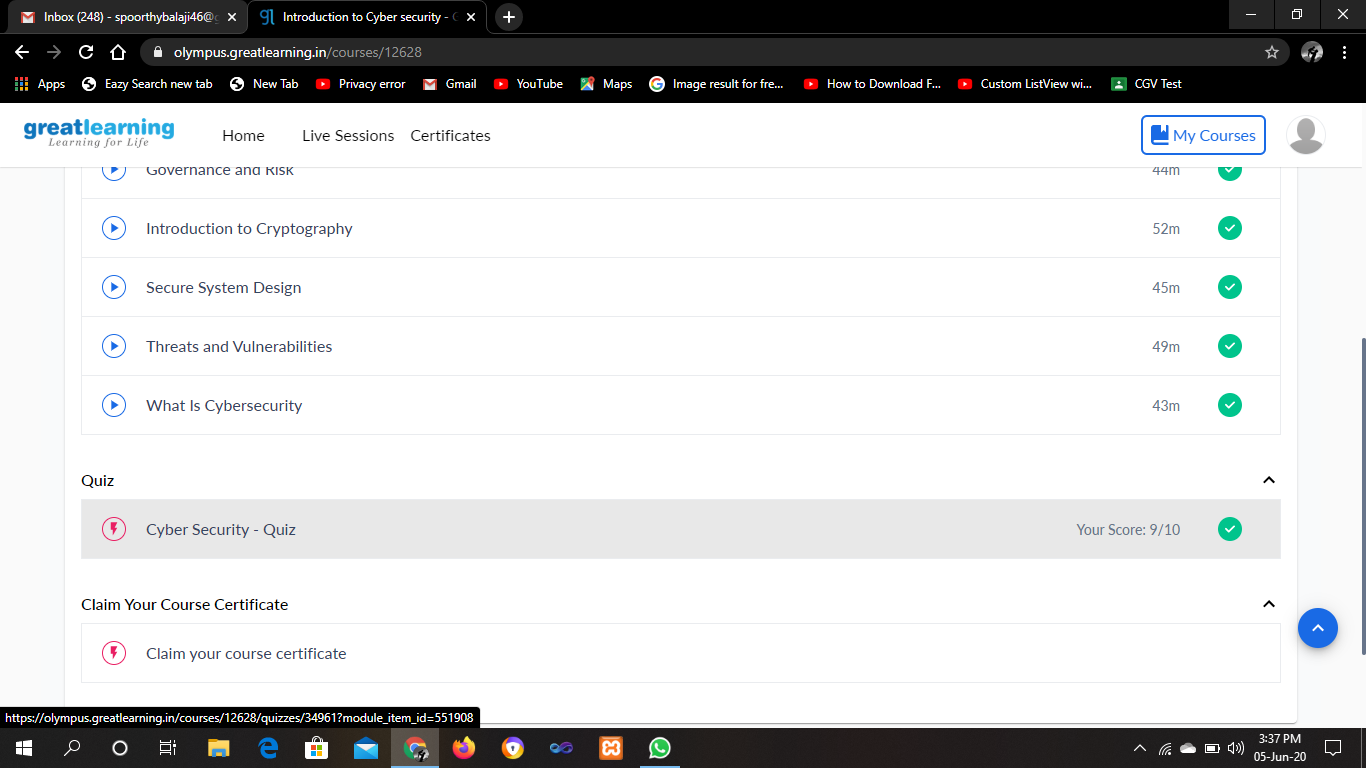 Inbox (248) - spoorthybalaji46@
Introduction to Cyber security -
olympus.greatlearning.in/courses/12628
Apps Eazy Search new tab New Tab Privacy error Gmail YouTube Maps Image result for fre... How to Download F... Custom ListView wi... CGV Test
greatlearning
Learning for Life
Home Live Sessions Certificates My Courses
Governance and Risk 44m
Introduction to Cryptography 52m
Secure System Design 45m
Threats and Vulnerabilities 49m
What Is Cybersecurity 43m
Quiz
Cyber Security - Quiz Your Score: 9/10
Claim Your Course Certificate
Claim your course certificate
https://olympus.greatlearning.in/courses/12628/quizzes/34961?module_item_id=551908
3:37 PM
05-Jun-20